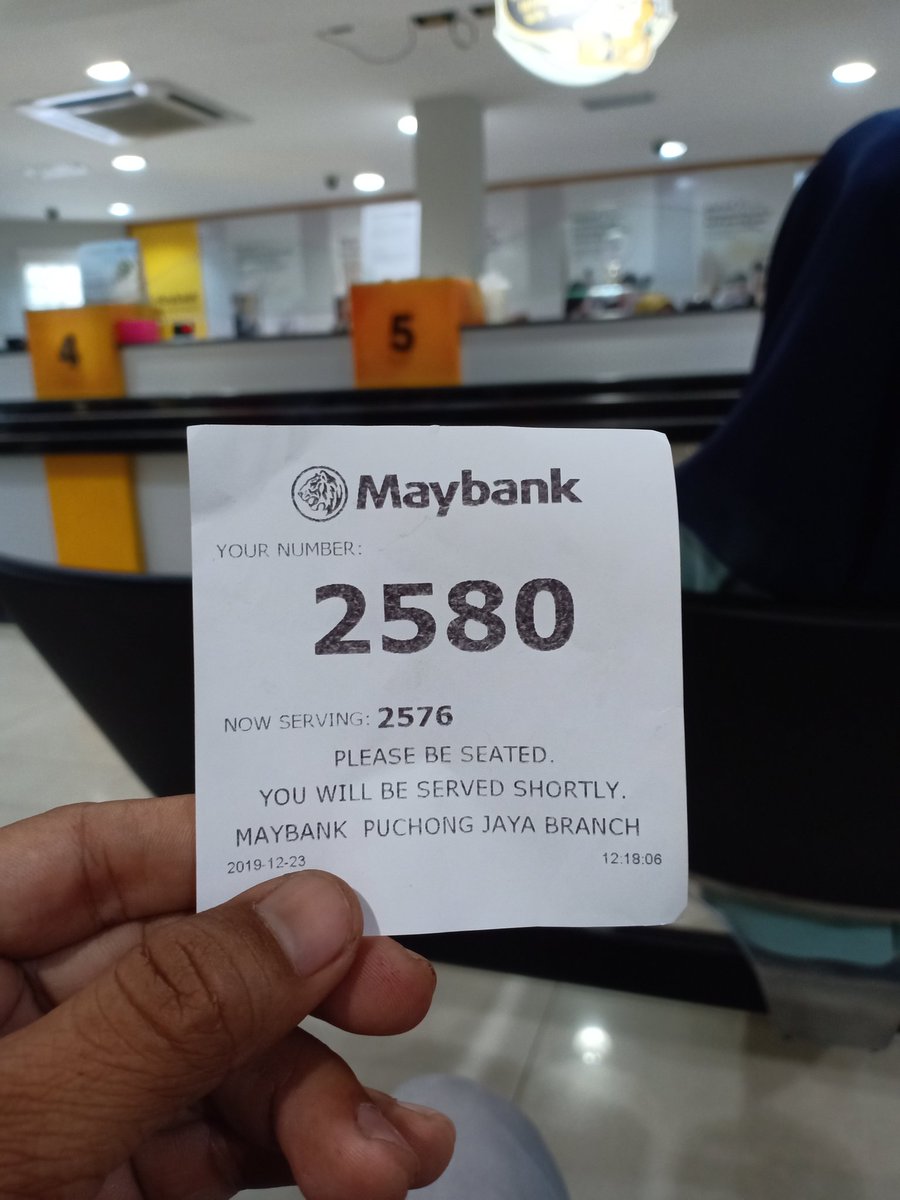 4
5
Maybank
YOUR NUMBER:
2580
NOW SERVING: 2576
PLEASE BE SEATED.
YOU WILL BE SERVED SHORTLY.
MAYBANK PUCHONG JAYA BRANCH
2019-12-23 12:18:06